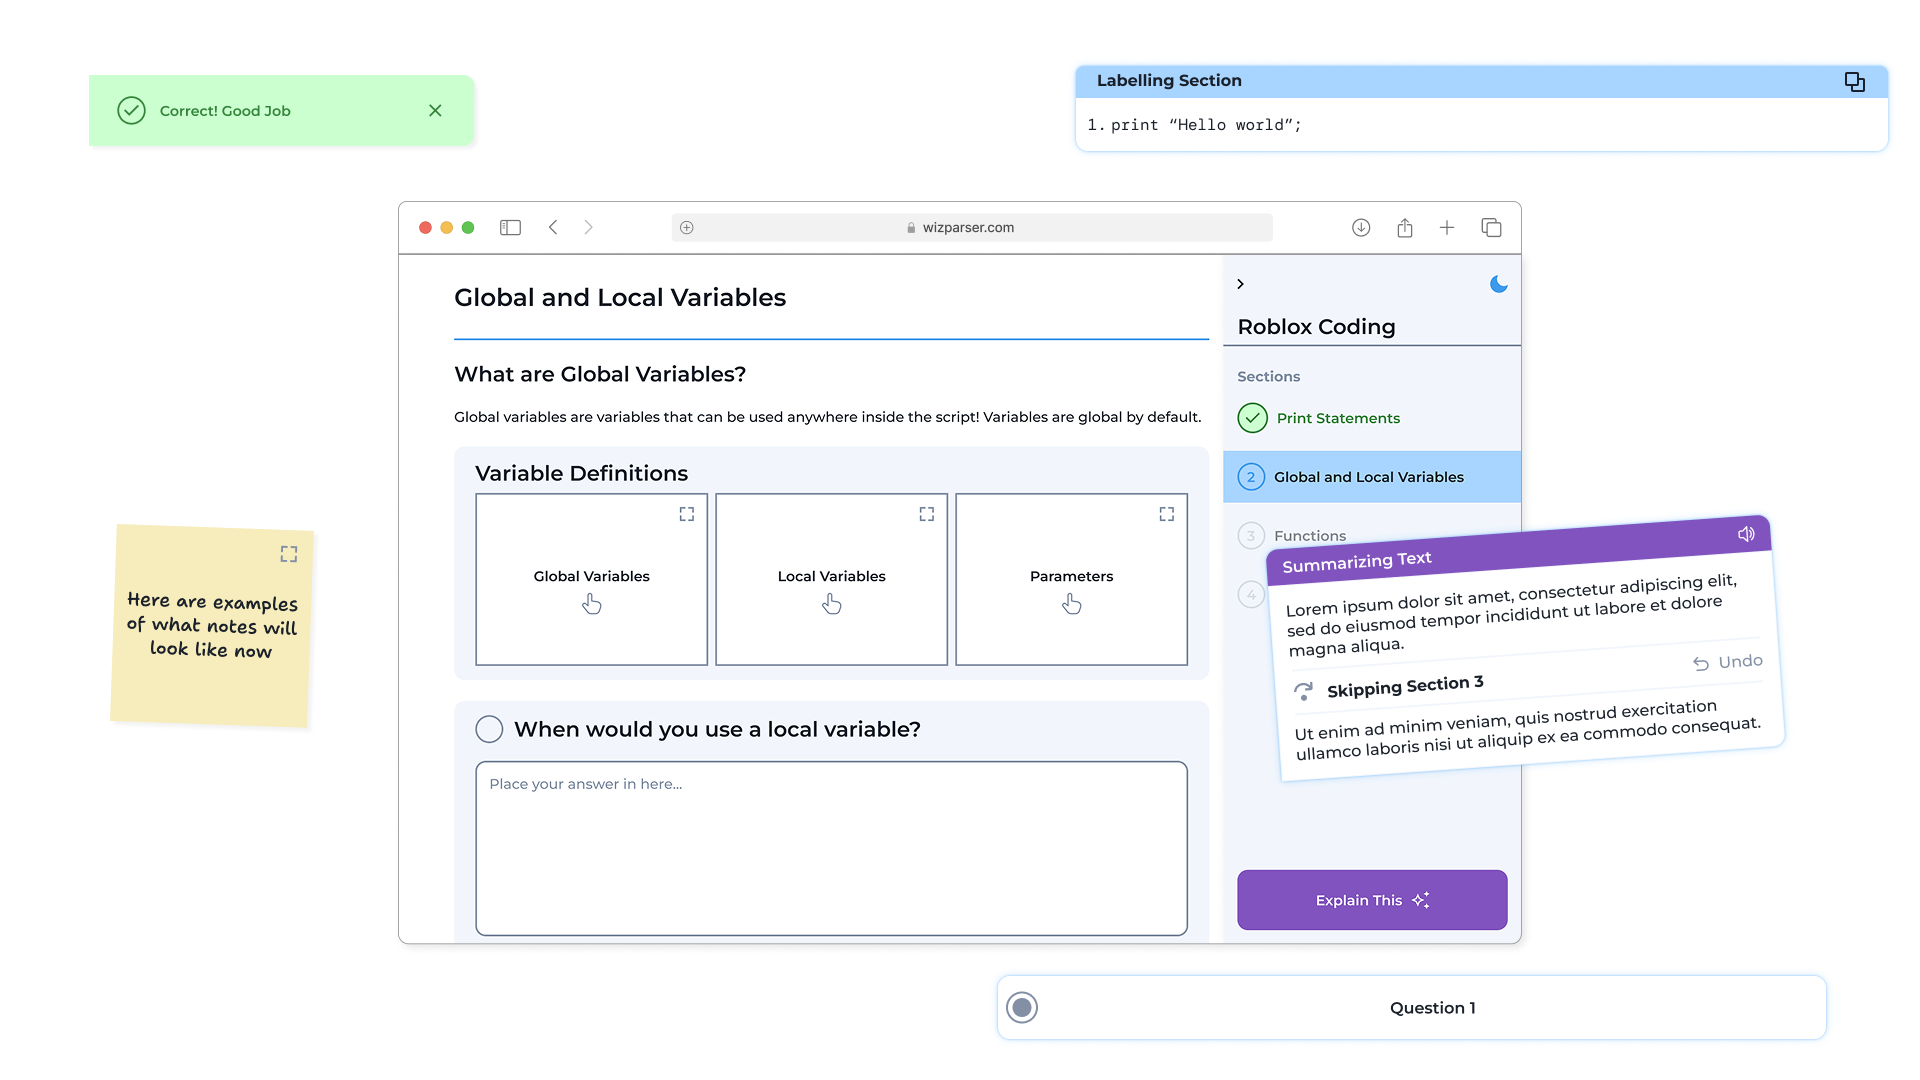 Correct! Good Job
Labelling Section
1. print “Hello world”;
wizparser.com
Global and Local Variables
What are Global Variables?
Global variables are variables that can be used anywhere inside the script! Variables are global by default.
Variable Definitions
Global Variables
Local Variables
Parameters
When would you use a local variable?
Place your answer in here...
Roblox Coding
Sections
Print Statements
2 Global and Local Variables
3 Functions
4
Explain This
Here are examples
of what notes will
look like now
Summarizing Text
Lorem ipsum dolor sit amet, consectetur adipiscing elit,
sed do eiusmod tempor incididunt ut labore et dolore
magna aliqua.
Skipping Section 3
Undo
Ut enim ad minim veniam, quis nostrud exercitation
ullamco laboris nisi ut aliquip ex ea commodo consequat.
Question 1